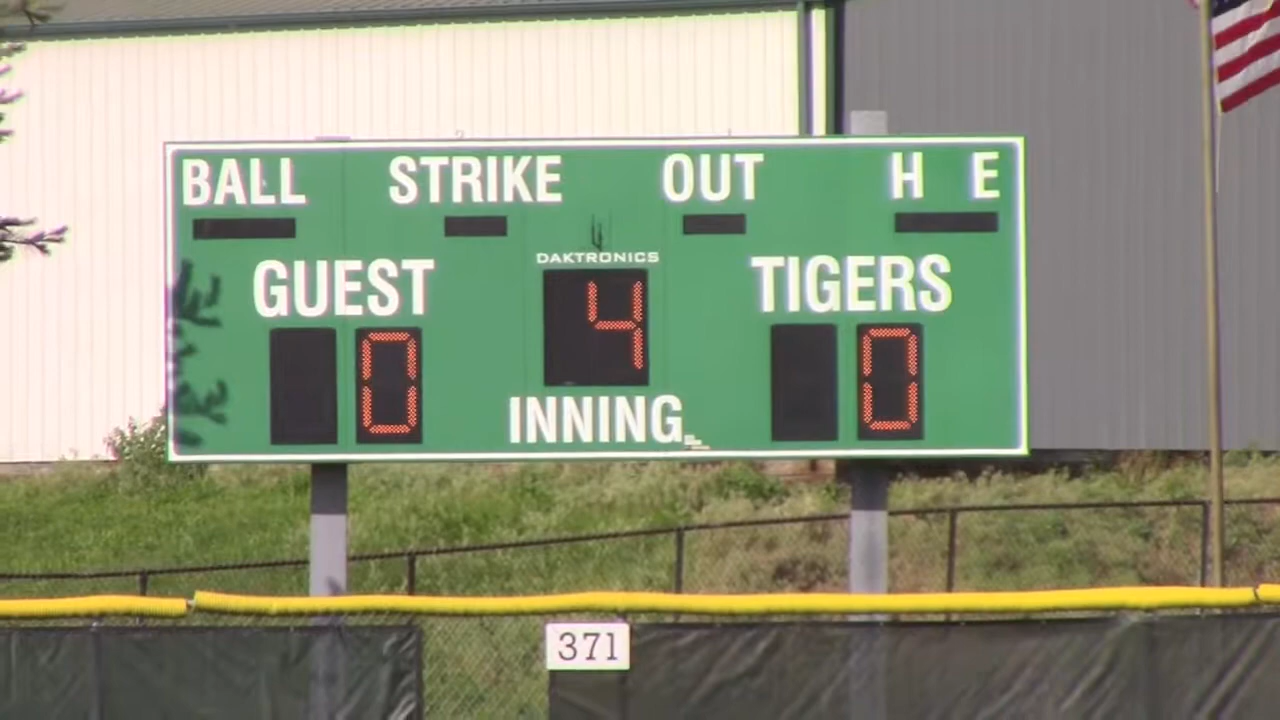 BALL STRIKE OUT H E
DAKTRONICS
GUEST TIGERS
4
0 0
INNING
371